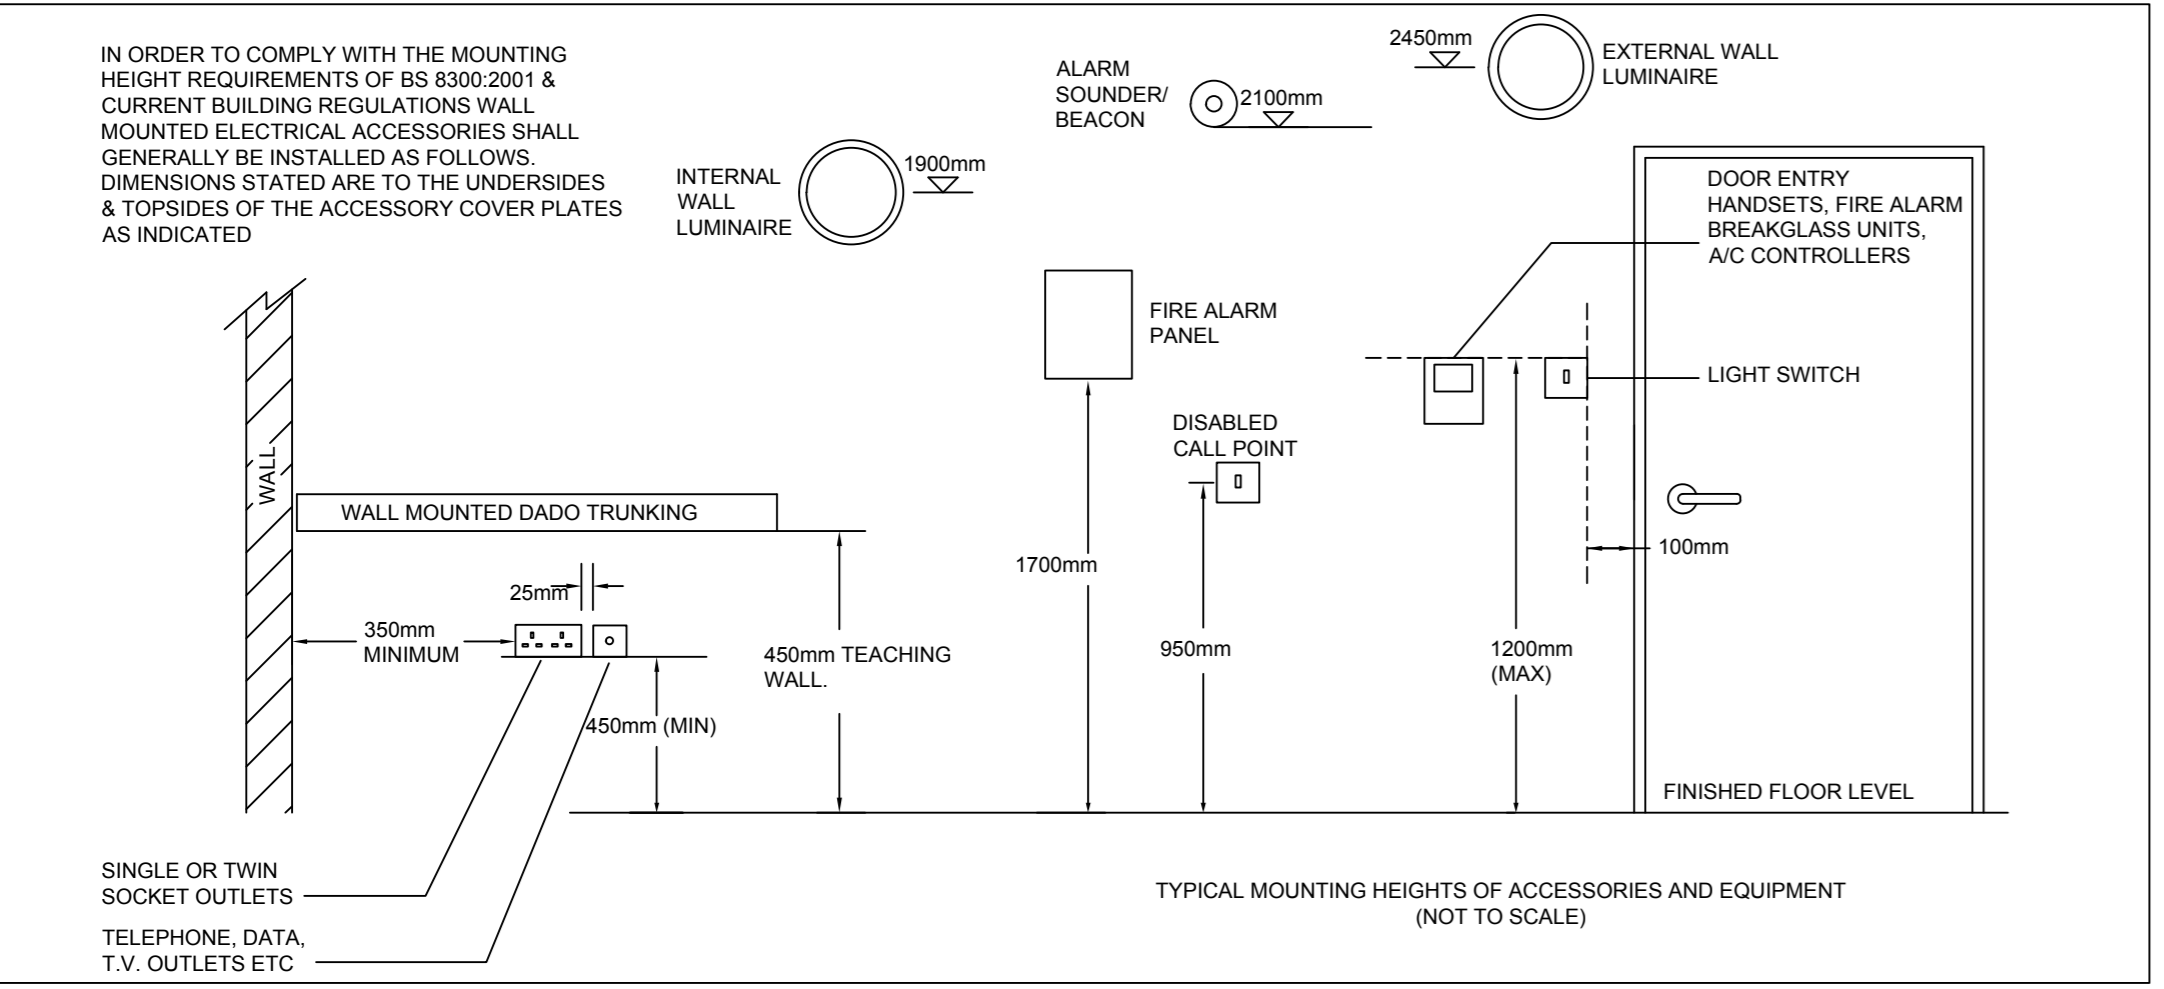 IN ORDER TO COMPLY WITH THE MOUNTING
HEIGHT REQUIREMENTS OF BS 8300:2001 &
CURRENT BUILDING REGULATIONS WALL
MOUNTED ELECTRICAL ACCESSORIES SHALL
GENERALLY BE INSTALLED AS FOLLOWS.
DIMENSIONS STATED ARE TO THE UNDERSIDES
& TOPSIDES OF THE ACCESSORY COVER PLATES
AS INDICATED
INTERNAL
WALL
LUMINAIRE
1900mm
ALARM
SOUNDER/
BEACON
2100mm
2450mm
EXTERNAL WALL
LUMINAIRE
DOOR ENTRY
HANDSETS, FIRE ALARM
BREAKGLASS UNITS,
A/C CONTROLLERS
FIRE ALARM
PANEL
LIGHT SWITCH
DISABLED
CALL POINT
WALL
WALL MOUNTED DADO TRUNKING
25mm
350mm
MINIMUM
450mm (MIN)
450mm TEACHING
WALL.
1700mm
950mm
1200mm
(MAX)
100mm
FINISHED FLOOR LEVEL
SINGLE OR TWIN
SOCKET OUTLETS
TELEPHONE, DATA,
T.V. OUTLETS ETC
TYPICAL MOUNTING HEIGHTS OF ACCESSORIES AND EQUIPMENT
(NOT TO SCALE)